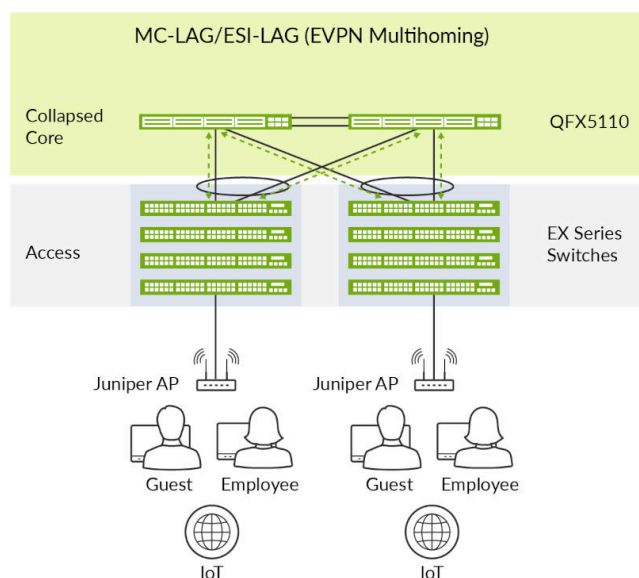 MC-LAG/ESI-LAG (EVPN Multihoming)
Collapsed
Core
QFX5110
Access
EX Series
Switches
Juniper AP
Juniper AP
Guest
Employee
Guest
Employee
IoT
IoT